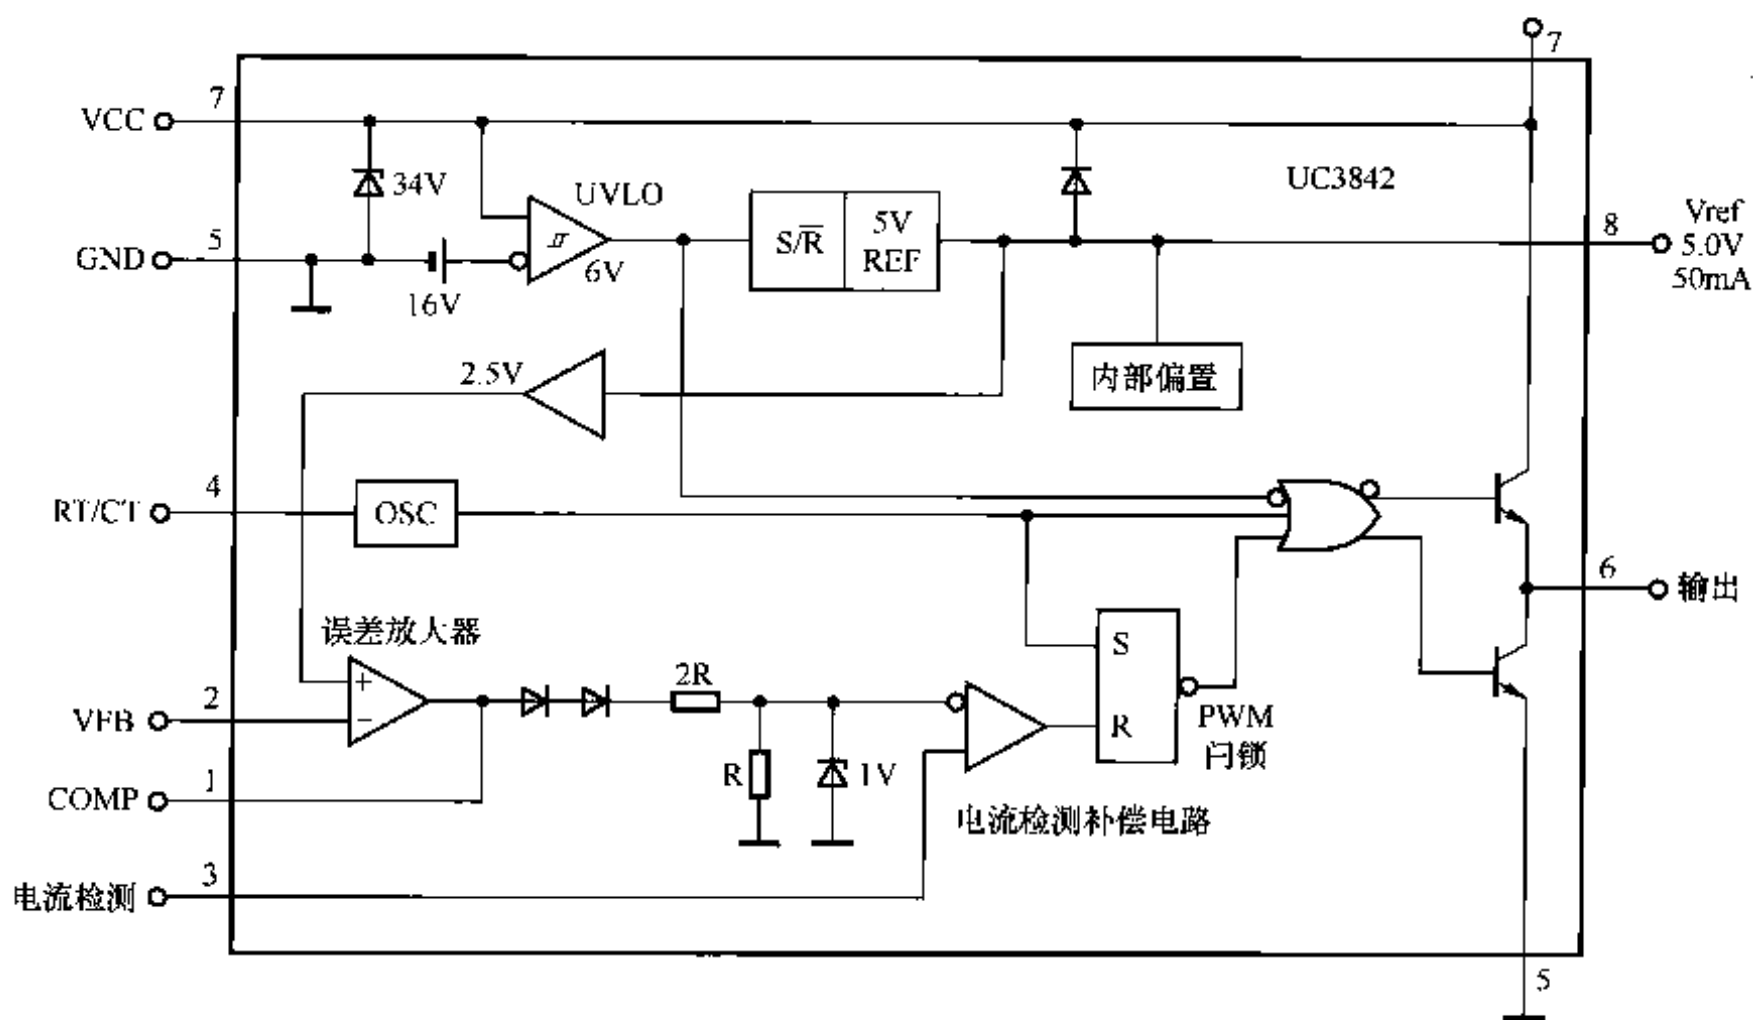 7
7
VCC
34V
UVLO
UC3842
S/R̅
5V
REF
8
Vref
5.0V
50mA
5
GND
16V
6V
2.5V
内部偏置
4
RT/CT
OSC
6
输出
误差放大器
+
−
2
VFB
2R
S
R
PWM
闩锁
1
COMP
R
1V
电流检测补偿电路
3
电流检测
5